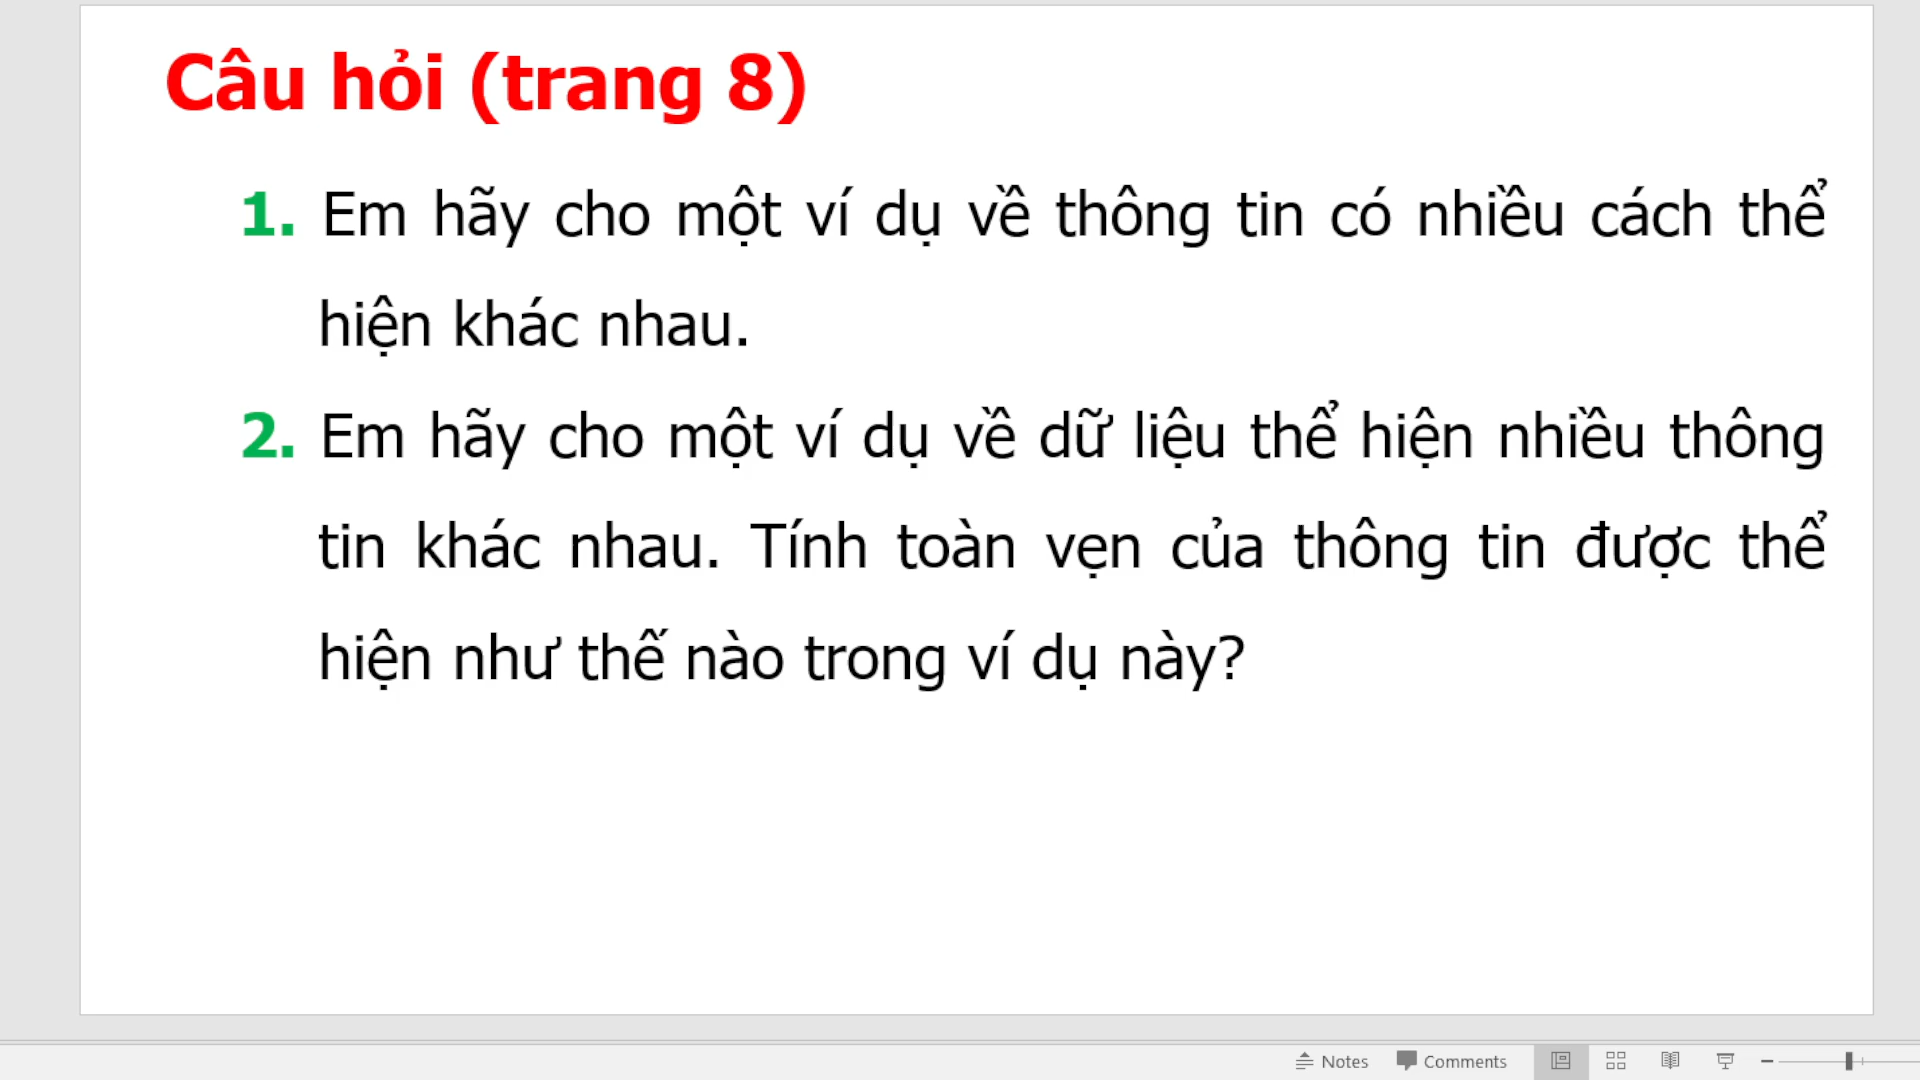 Câu hỏi (trang 8)
1. Em hãy cho một ví dụ về thông tin có nhiều cách thể
hiện khác nhau.
2. Em hãy cho một ví dụ về dữ liệu thể hiện nhiều thông
tin khác nhau. Tính toàn vẹn của thông tin được thể
hiện như thế nào trong ví dụ này?
Notes Comments